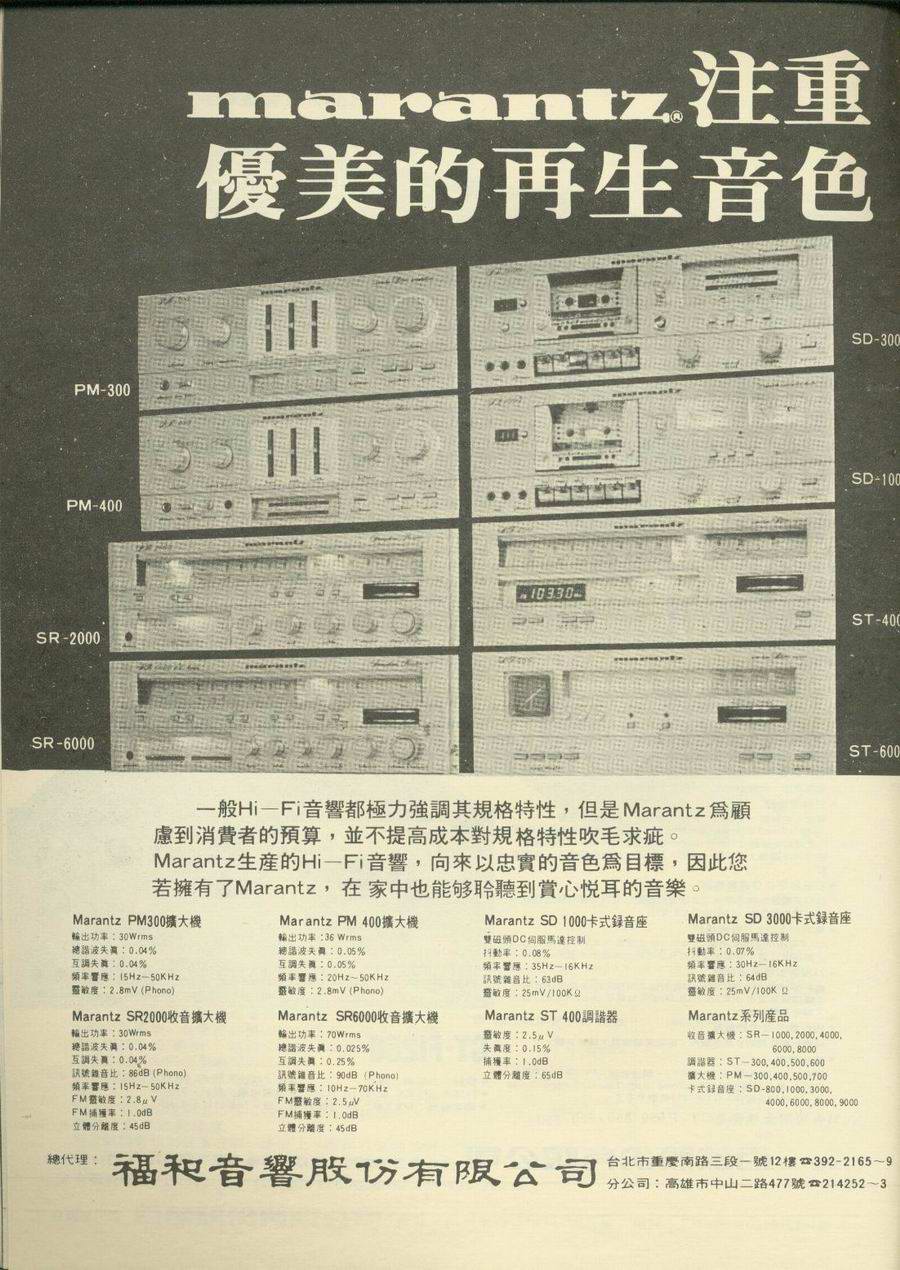 marantz® 注重
優美的再生音色
PM-300
SD-300
PM-400
SD-100
103.30
SR-2000
ST-400
SR-6000
ST-600
一般Hi-Fi音響都極力強調其規格特性，但是Marantz爲顧
慮到消費者的預算，並不提高成本對規格特性吹毛求疵。
Marantz生產的Hi-Fi音響，向來以忠實的音色爲目標，因此您
若擁有了Marantz，在家中也能够聆聽到賞心悅耳的音樂。
Marantz PM300擴大機
輸出功率：30Wrms
總諧波失眞：0.04%
互調失眞：0.04%
頻率響應：15Hz-50KHz
靈敏度：2.8mV (Phono)
Marantz PM 400擴大機
輸出功率：36 Wrms
總諧波失眞：0.05%
互調失眞：0.05%
頻率響應：20Hz-50KHz
靈敏度：2.8mV (Phono)
Marantz SD 1000卡式録音座
雙磁頭DC伺服馬達控制
抖動率：0.08%
頻率響應：35Hz-16KHz
訊號雜音比：63dB
靈敏度：25mV/100KΩ
Marantz SD 3000卡式録音座
雙磁頭DC伺服馬達控制
抖動率：0.07%
頻率響應：30Hz-16KHz
訊號雜音比：64dB
靈敏度：25mV/100K Ω
Marantz SR2000收音擴大機
輸出功率：30Wrms
總諧波失眞：0.04%
互調失眞：0.04%
訊號雜音比：86dB (Phono)
頻率響應：15Hz-50KHz
FM靈敏度：2.8μV
FM捕獲率：1.0dB
立體分離度：45dB
Marantz SR6000收音擴大機
輸出功率：70Wrms
總諧波失眞：0.025%
互調失眞：0.25%
訊號雜音比：90dB (Phono)
頻率響應：10Hz-70KHz
FM靈敏度：2.5μV
FM捕獲率：1.0dB
立體分離度：45dB
Marantz ST 400調諧器
靈敏度：2.5μV
失眞度：0.15%
捕獲率：1.0dB
立體分離度：65dB
Marantz系列産品
收音擴大機：SR-1000,2000,4000,
6000,8000
調諧器：ST-300,400,500,600
擴大機：PM-300,400,500,700
卡式録音座：SD-800,1000,3000,
4000,6000,8000,9000
總代理：福和音響股份有限公司
台北市重慶南路三段一號12樓☎392-2165~9
分公司：高雄市中山二路477號☎214252~3